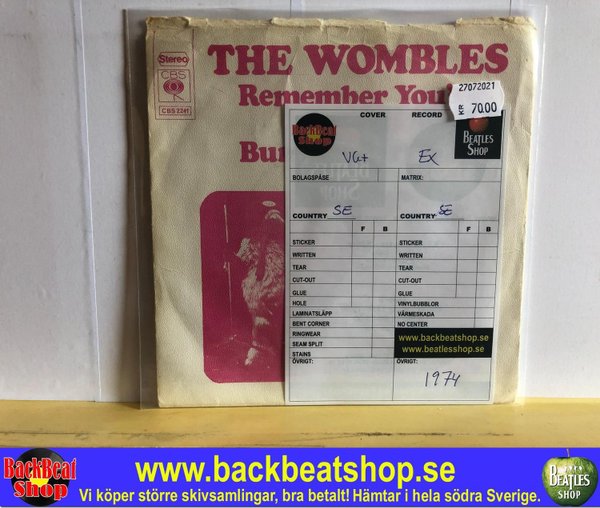 Stereo
CBS
CBS 2241
THE WOMBLES
Remember You
27072021
KR 70.00
BackBeat
Shop
COVER
RECORD
BEATLES
SHOP
VG+
EX
BOLAGSPÅSE
MATRIX:
COUNTRY SE
COUNTRY SE
F B
F B
STICKER
STICKER
WRITTEN
WRITTEN
TEAR
TEAR
CUT-OUT
CUT-OUT
GLUE
GLUE
HOLE
VINYLBUBBLOR
LAMINATSLÄPP
VÄRMESKADA
BENT CORNER
NO CENTER
RINGWEAR
SEAM SPLIT
STAINS
www.backbeatshop.se
www.beatlesshop.se
ÖVRIGT:
ÖVRIGT:
1974
BackBeat
Shop
www.backbeatshop.se
Vi köper större skivsamlingar, bra betalt! Hämtar i hela södra Sverige.
BEATLES
SHOP